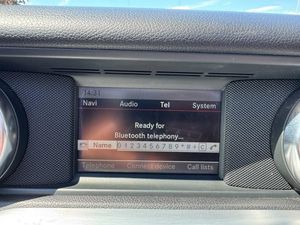 14:31
Navi Audio Tel System
Ready for
Bluetooth telephony...
Name 0 1 2 3 4 5 6 7 8 9 * # + C
Telephone Connect device Call lists